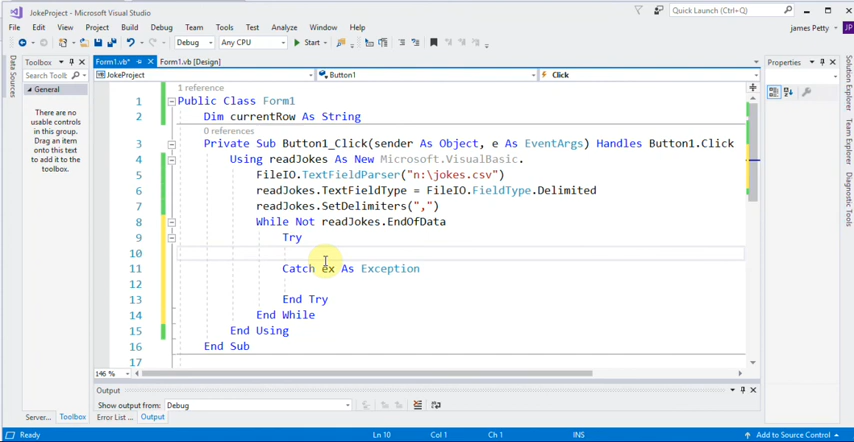 JokeProject - Microsoft Visual Studio
Quick Launch (Ctrl+Q)
File Edit View Project Build Debug Team Tools Test Analyze Window Help
james Petty JP
Debug Any CPU Start
Data Sources
Toolbox
Search Toolt
General
There are no
usable controls
in this group.
Drag an item
onto this text
to add it to the
toolbox.
Form1.vb* Form1.vb [Design]
JokeProject Button1 Click
1 reference
1 Public Class Form1
2 Dim currentRow As String
0 references
3 Private Sub Button1_Click(sender As Object, e As EventArgs) Handles Button1.Click
4 Using readJokes As New Microsoft.VisualBasic.
5 FileIO.TextFieldParser("n:\jokes.csv")
6 readJokes.TextFieldType = FileIO.FieldType.Delimited
7 readJokes.SetDelimiters(",")
8 While Not readJokes.EndOfData
9 Try
10
11 Catch ex As Exception
12
13 End Try
14 End While
15 End Using
16 End Sub
17
146 %
Properties
Solution Explorer
Team Explorer
Diagnostic Tools
Output
Show output from: Debug
Server... Toolbox Error List ... Output
Ready Ln 10 Col 1 Ch 1 INS Add to Source Control